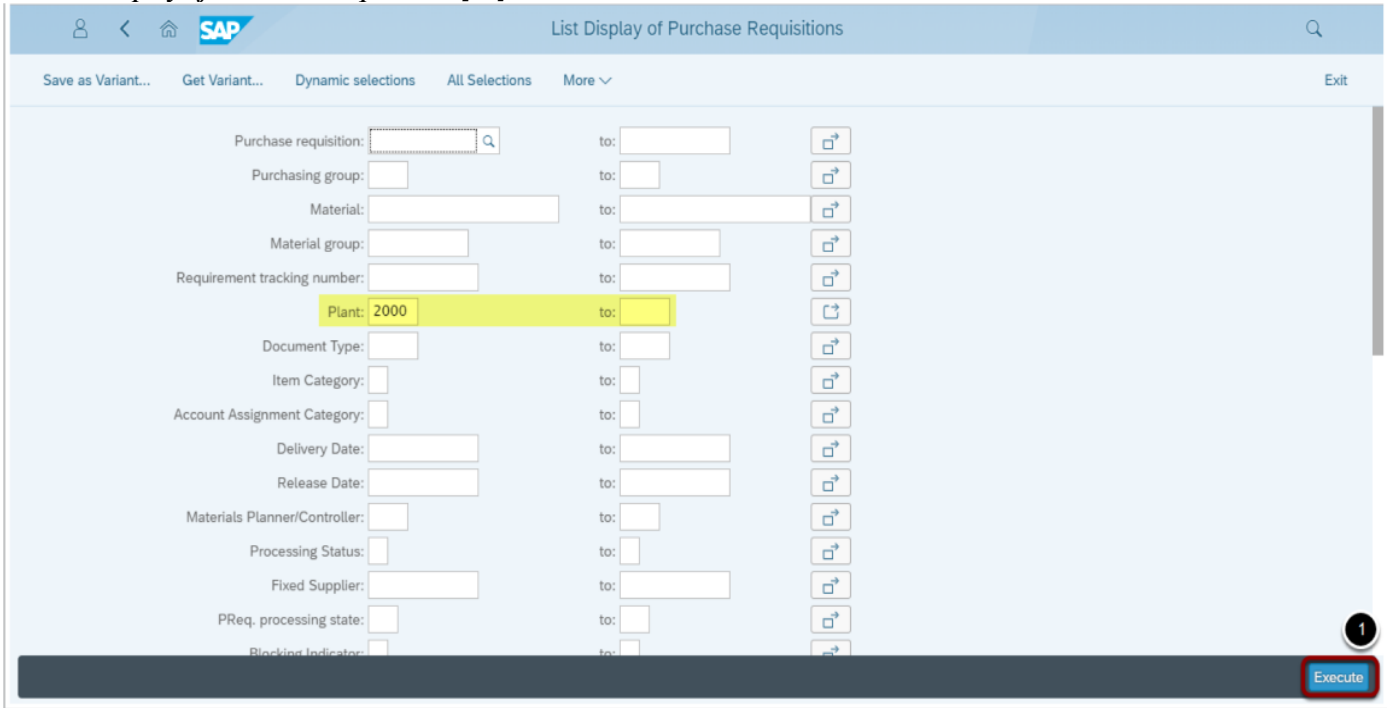 SAP List Display of Purchase Requisitions
Save as Variant... Get Variant... Dynamic selections All Selections More Exit
Purchase requisition: to:
Purchasing group: to:
Material: to:
Material group: to:
Requirement tracking number: to:
Plant: 2000 to:
Document Type: to:
Item Category: to:
Account Assignment Category: to:
Delivery Date: to:
Release Date: to:
Materials Planner/Controller: to:
Processing Status: to:
Fixed Supplier: to:
PReq. processing state: to:
1
Blocking Indicator: to:
Execute